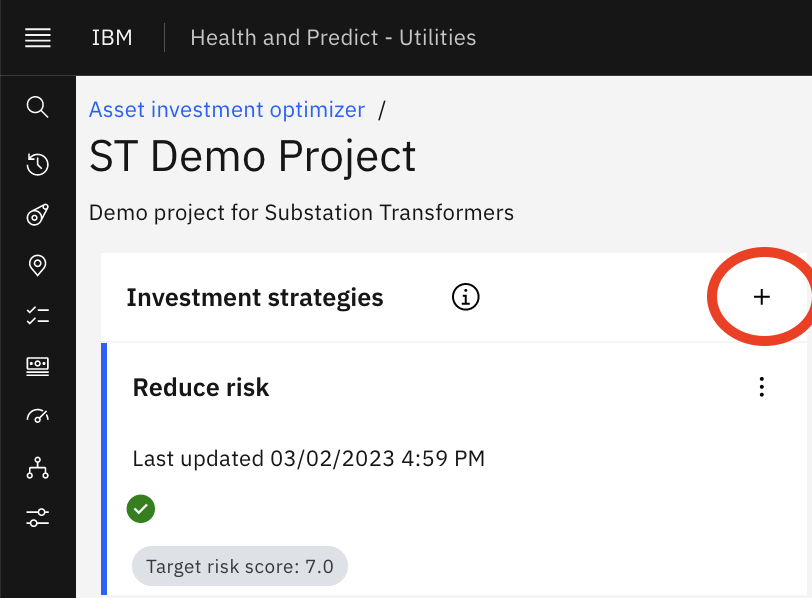 IBM Health and Predict - Utilities
Asset investment optimizer /
ST Demo Project
Demo project for Substation Transformers
Investment strategies
Reduce risk
Last updated 03/02/2023 4:59 PM
Target risk score: 7.0